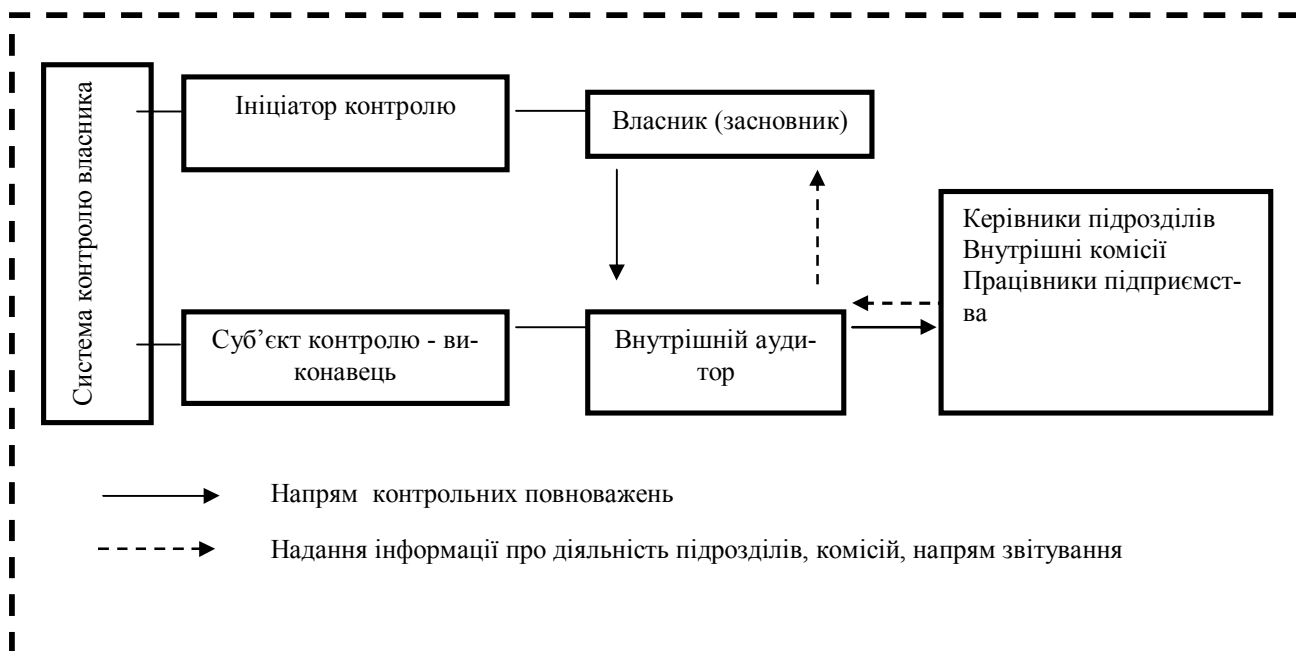 Система контролю власника
Ініціатор контролю
Власник (засновник)
Керівники підрозділів
Внутрішні комісії
Працівники підприємст-
ва
Суб’єкт контролю - ви-
конавець
Внутрішній ауди-
тор
Напрям контрольних повноважень
Надання інформації про діяльність підрозділів, комісій, напрям звітування